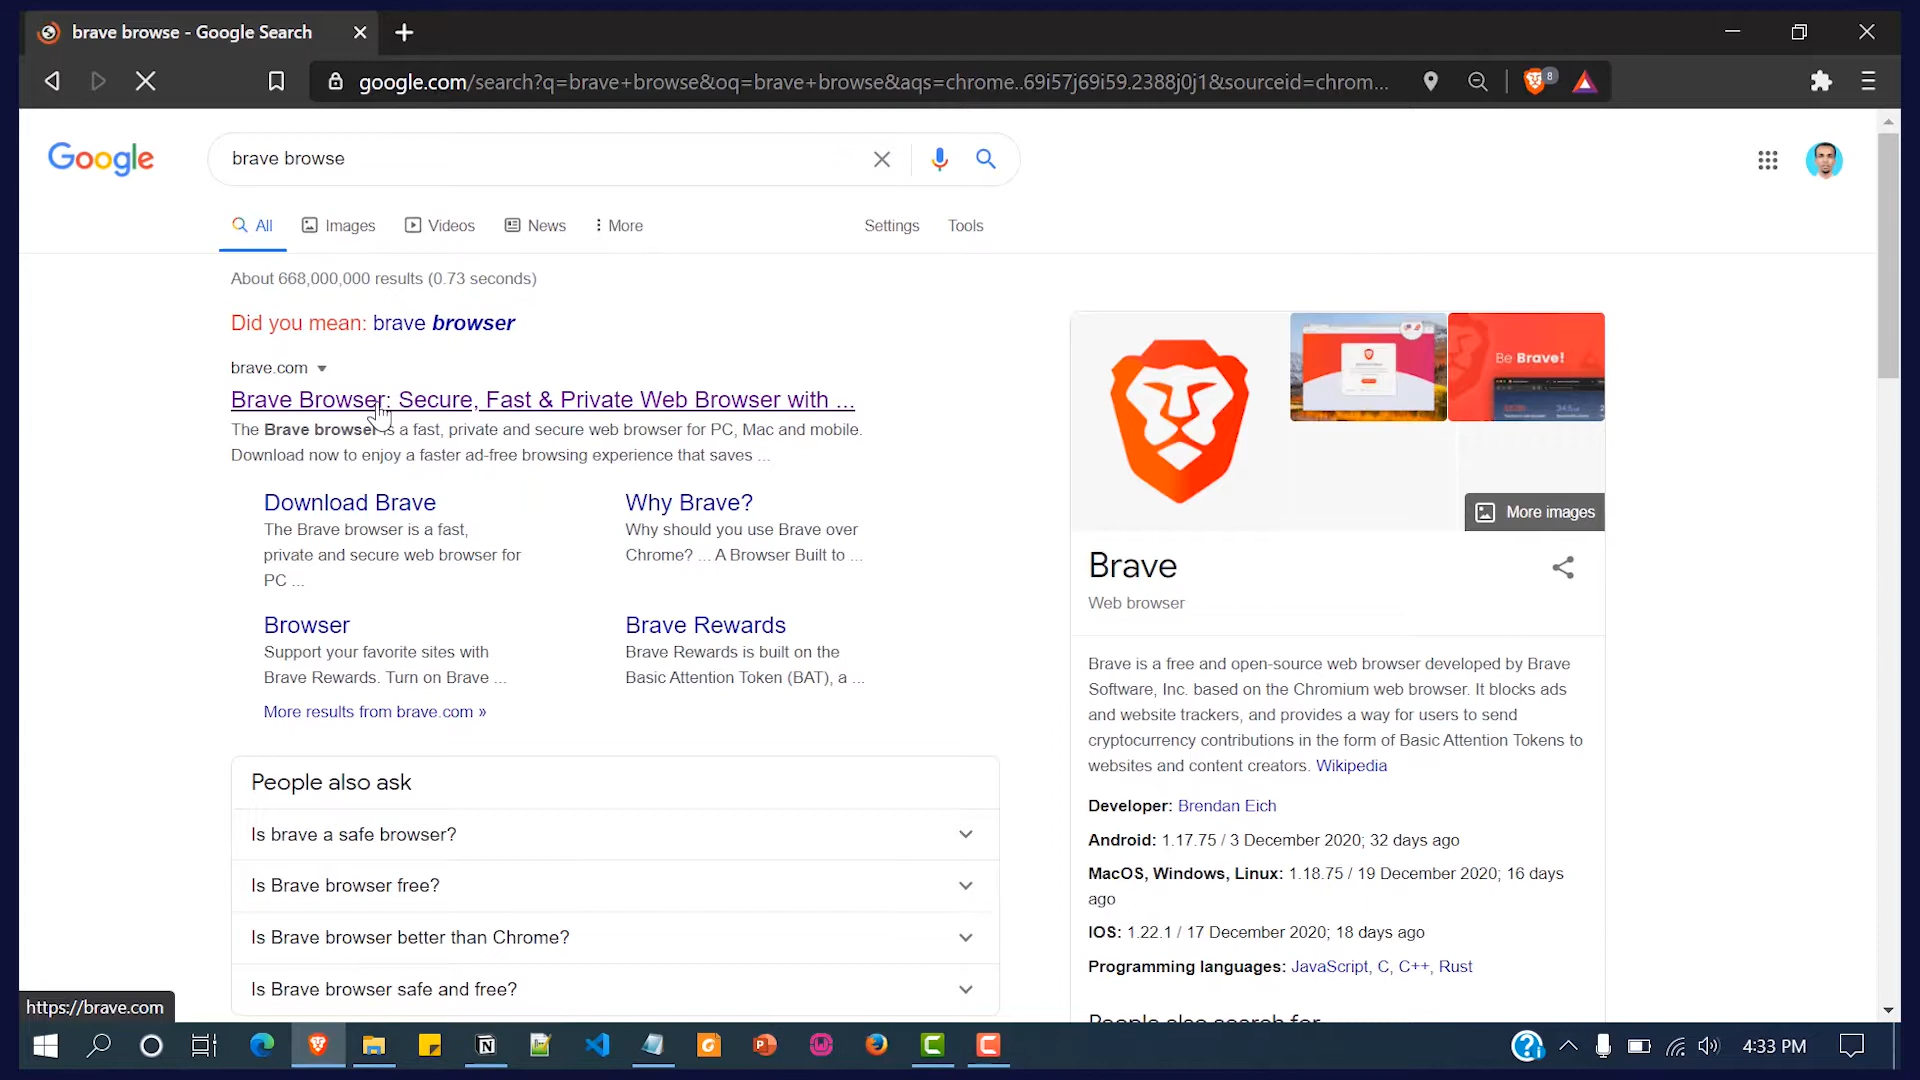 brave browse - Google Search
google.com/search?q=brave+browse&oq=brave+browse&aqs=chrome..69i57j69i59.2388j0j1&sourceid=chrom...
8
Google
brave browse
All
Images
Videos
News
More
Settings
Tools
About 668,000,000 results (0.73 seconds)
Did you mean: brave browser
brave.com
Brave Browser: Secure, Fast & Private Web Browser with ...
The Brave browser is a fast, private and secure web browser for PC, Mac and mobile.
Download now to enjoy a faster ad-free browsing experience that saves ...
Download Brave
The Brave browser is a fast,
private and secure web browser for
PC ...
Why Brave?
Why should you use Brave over
Chrome? ... A Browser Built to ...
Browser
Support your favorite sites with
Brave Rewards. Turn on Brave ...
Brave Rewards
Brave Rewards is built on the
Basic Attention Token (BAT), a ...
More results from brave.com »
People also ask
Is brave a safe browser?
Is Brave browser free?
Is Brave browser better than Chrome?
Is Brave browser safe and free?
Be Brave!
More images
Brave
Web browser
Brave is a free and open-source web browser developed by Brave
Software, Inc. based on the Chromium web browser. It blocks ads
and website trackers, and provides a way for users to send
cryptocurrency contributions in the form of Basic Attention Tokens to
websites and content creators. Wikipedia
Developer: Brendan Eich
Android: 1.17.75 / 3 December 2020; 32 days ago
MacOS, Windows, Linux: 1.18.75 / 19 December 2020; 16 days
ago
IOS: 1.22.1 / 17 December 2020; 18 days ago
Programming languages: JavaScript, C, C++, Rust
People also search for
https://brave.com
4:33 PM